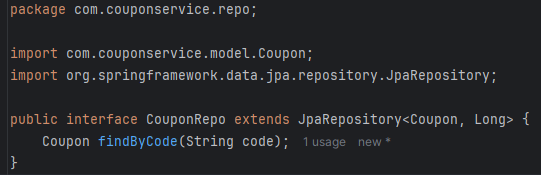 package com.couponservice.repo;
import com.couponservice.model.Coupon;
import org.springframework.data.jpa.repository.JpaRepository;
public interface CouponRepo extends JpaRepository<Coupon, Long> {
    Coupon findByCode(String code);  1 usage  new *
}